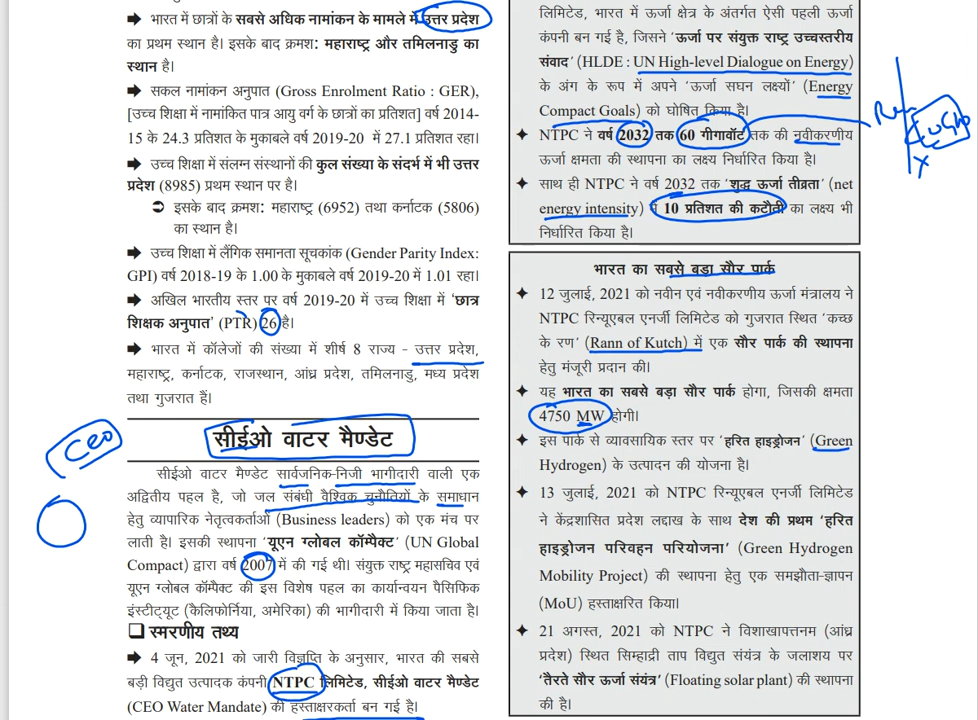 ➡ भारत में छात्रों के सबसे अधिक नामांकन के मामले में उत्तर प्रदेश
का प्रथम स्थान है। इसके बाद क्रमश: महाराष्ट्र और तमिलनाडु का
स्थान है।
➡ सकल नामांकन अनुपात (Gross Enrolment Ratio : GER),
[उच्च शिक्षा में नामांकित पात्र आयु वर्ग के छात्रों का प्रतिशत] वर्ष 2014-
15 के 24.3 प्रतिशत के मुकाबले वर्ष 2019-20 में 27.1 प्रतिशत रहा।
➡ उच्च शिक्षा में संलग्न संस्थानों की कुल संख्या के संदर्भ में भी उत्तर
प्रदेश (8985) प्रथम स्थान पर है।
➲ इसके बाद क्रमश: महाराष्ट्र (6952) तथा कर्नाटक (5806)
का स्थान है।
➡ उच्च शिक्षा में लैंगिक समानता सूचकांक (Gender Parity Index:
GPI) वर्ष 2018-19 के 1.00 के मुकाबले वर्ष 2019-20 में 1.01 रहा।
➡ अखिल भारतीय स्तर पर वर्ष 2019-20 में उच्च शिक्षा में 'छात्र
शिक्षक अनुपात' (PTR) 26 है।
➡ भारत में कॉलेजों की संख्या में शीर्ष 8 राज्य - उत्तर प्रदेश,
महाराष्ट्र, कर्नाटक, राजस्थान, आंध्र प्रदेश, तमिलनाडु, मध्य प्रदेश
तथा गुजरात हैं।
सीईओ वाटर मैण्डेट
CEO
सीईओ वाटर मैण्डेट सार्वजनिक-निजी भागीदारी वाली एक
अद्वितीय पहल है, जो जल संबंधी वैश्विक चुनौतियों के समाधान
हेतु व्यापारिक नेतृत्वकर्ताओं (Business leaders) को एक मंच पर
लाती है। इसकी स्थापना 'यूएन ग्लोबल कॉम्पैक्ट' (UN Global
Compact) द्वारा वर्ष 2007 में की गई थी। संयुक्त राष्ट्र महासचिव एवं
यूएन ग्लोबल कॉम्पैक्ट की इस विशेष पहल का कार्यान्वयन पैसिफिक
इंस्टीट्यूट (कैलिफोर्निया, अमेरिका) की भागीदारी में किया जाता है।
❑ स्मरणीय तथ्य
➡ 4 जून, 2021 को जारी विज्ञप्ति के अनुसार, भारत की सबसे
बड़ी विद्युत उत्पादक कंपनी NTPC लिमिटेड, सीईओ वाटर मैण्डेट
(CEO Water Mandate) की हस्ताक्षरकर्ता बन गई है।
लिमिटेड, भारत में ऊर्जा क्षेत्र के अंतर्गत ऐसी पहली ऊर्जा
कंपनी बन गई है, जिसने 'ऊर्जा पर संयुक्त राष्ट्र उच्चस्तरीय
संवाद' (HLDE : UN High-level Dialogue on Energy)
के अंग के रूप में अपने 'ऊर्जा सघन लक्ष्यों' (Energy
Compact Goals) को घोषित किया है।
✦ NTPC ने वर्ष 2032 तक 60 गीगावॉट तक की नवीकरणीय
ऊर्जा क्षमता की स्थापना का लक्ष्य निर्धारित किया है।
✦ साथ ही NTPC ने वर्ष 2032 तक 'शुद्ध ऊर्जा तीव्रता' (net
energy intensity) में 10 प्रतिशत की कटौती का लक्ष्य भी
निर्धारित किया है।
भारत का सबसे बड़ा सौर पार्क
✦ 12 जुलाई, 2021 को नवीन एवं नवीकरणीय ऊर्जा मंत्रालय ने
NTPC रिन्यूएबल एनर्जी लिमिटेड को गुजरात स्थित 'कच्छ
के रण' (Rann of Kutch) में एक सौर पार्क की स्थापना
हेतु मंजूरी प्रदान की।
✦ यह भारत का सबसे बड़ा सौर पार्क होगा, जिसकी क्षमता
4750 MW होगी।
✦ इस पार्क से व्यावसायिक स्तर पर 'हरित हाइड्रोजन' (Green
Hydrogen) के उत्पादन की योजना है।
✦ 13 जुलाई, 2021 को NTPC रिन्यूएबल एनर्जी लिमिटेड
ने केंद्रशासित प्रदेश लद्दाख के साथ देश की प्रथम 'हरित
हाइड्रोजन परिवहन परियोजना' (Green Hydrogen
Mobility Project) की स्थापना हेतु एक समझौता-ज्ञापन
(MoU) हस्ताक्षरित किया।
✦ 21 अगस्त, 2021 को NTPC ने विशाखापत्तनम (आंध्र
प्रदेश) स्थित सिम्हाद्री ताप विद्युत संयंत्र के जलाशय पर
'तैरते सौर ऊर्जा संयंत्र' (Floating solar plant) की स्थापना
की है।